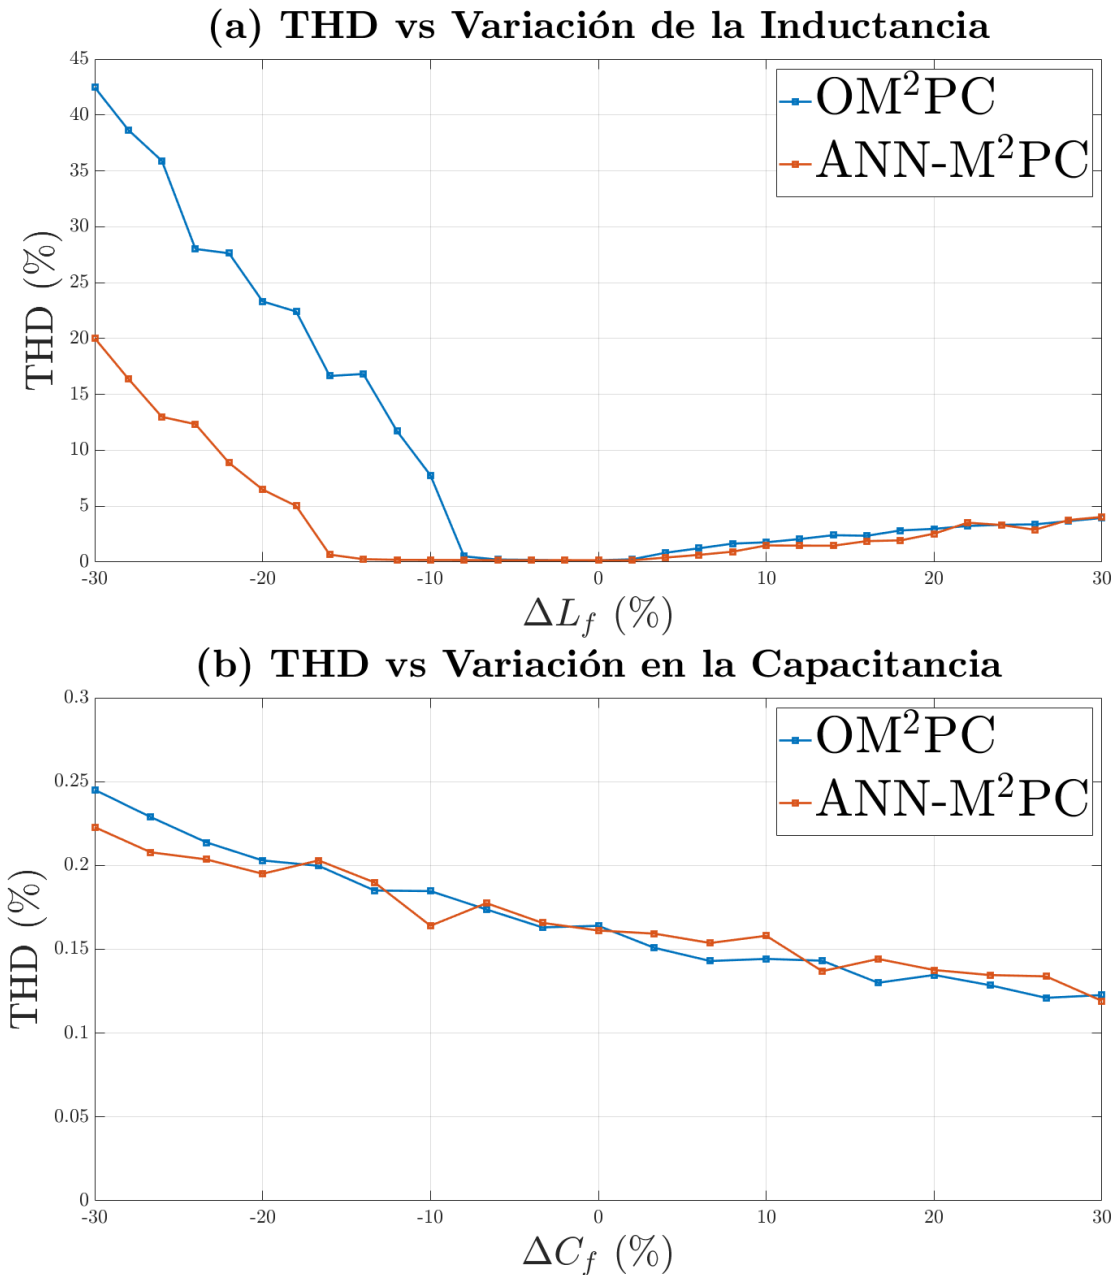 (a) THD vs Variación de la Inductancia
OM²PC
ANN-M²PC
THD (%)
45
40
35
30
25
20
15
10
5
0
-30 -20 -10 0 10 20 30
ΔL_f (%)
(b) THD vs Variación en la Capacitancia
OM²PC
ANN-M²PC
THD (%)
0.3
0.25
0.2
0.15
0.1
0.05
0
-30 -20 -10 0 10 20 30
ΔC_f (%)